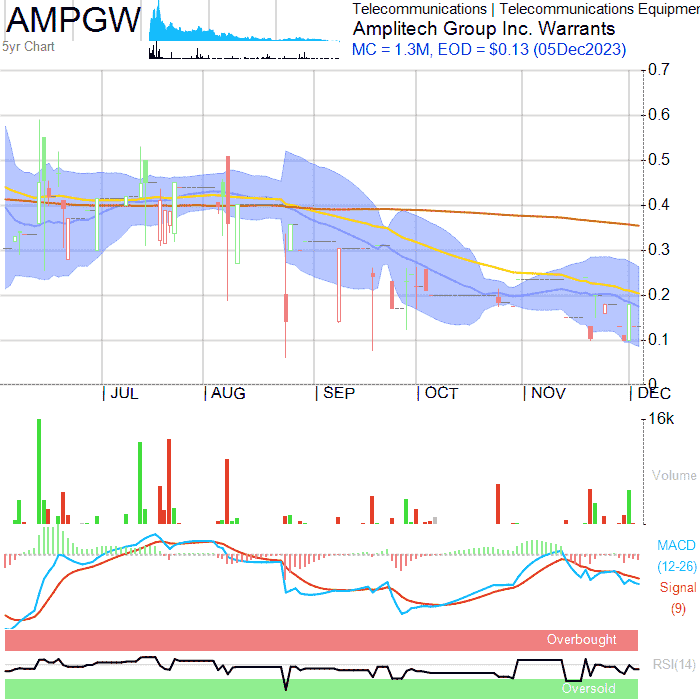 AMPGW
5yr Chart
Telecommunications | Telecommunications Equipmen
Amplitech Group Inc. Warrants
MC = 1.3M, EOD = $0.13 (05Dec2023)
0.7
0.6
0.5
0.4
0.3
0.2
0.1
0
JUL
AUG
SEP
OCT
NOV
DEC
16k
Volume
MACD
(12-26)
Signal
(9)
Overbought
RSI(14)
Oversold